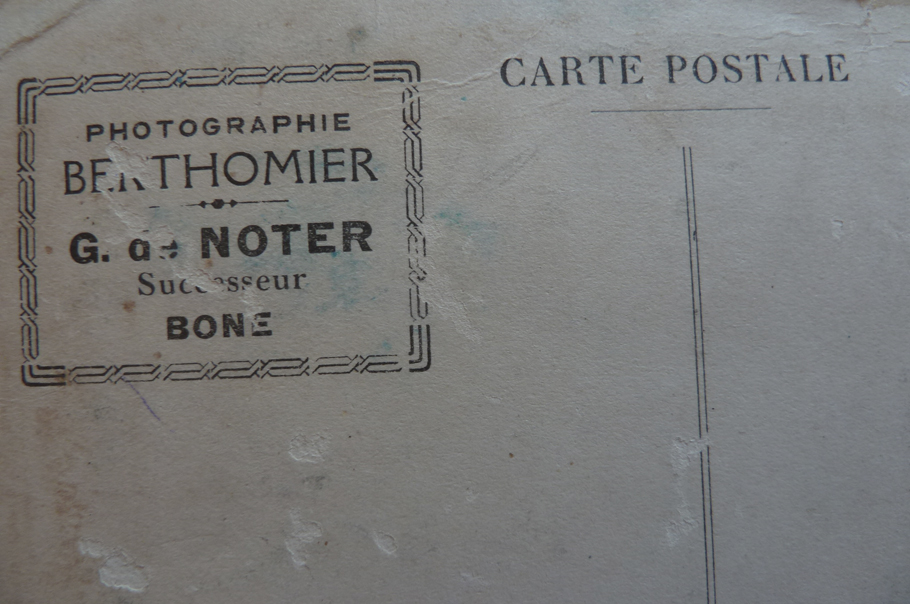 PHOTOGRAPHIE
BERTHOMIER
G. de NOTER
Successeur
BONE
CARTE POSTALE